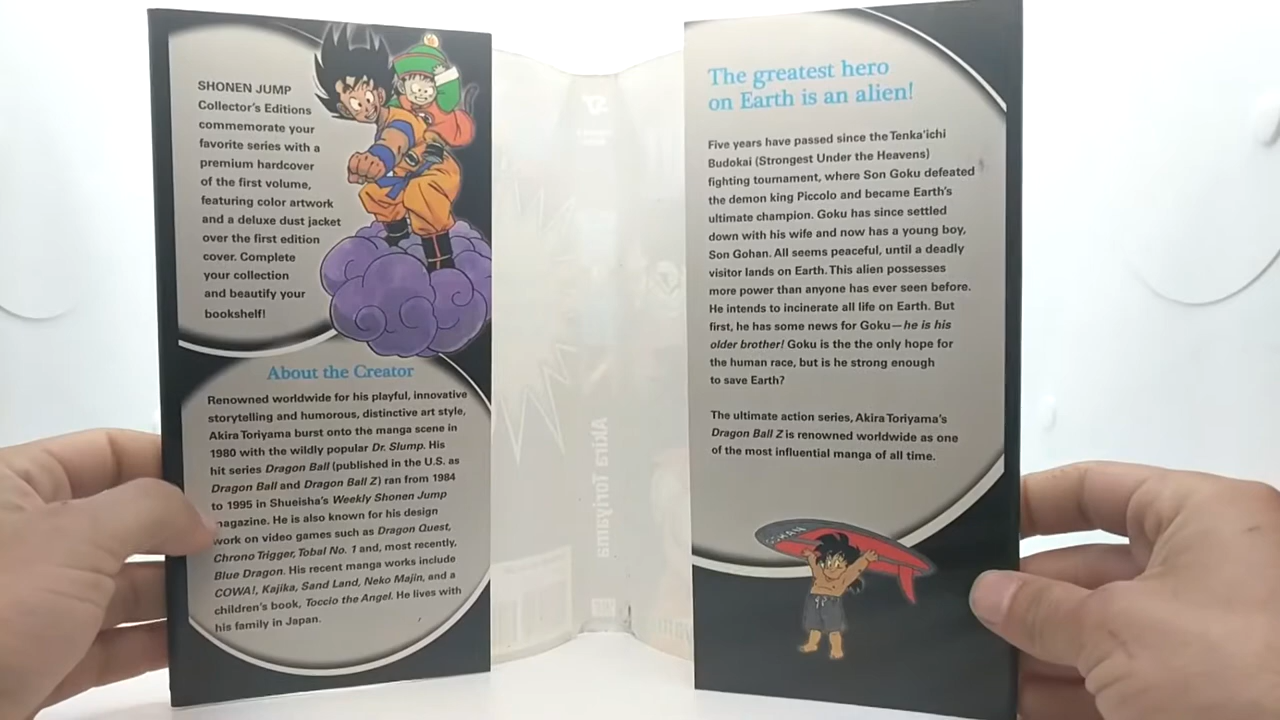 SHONEN JUMP
Collector's Editions
commemorate your
favorite series with a
premium hardcover
of the first volume,
featuring color artwork
and a deluxe dust jacket
over the first edition
cover. Complete
your collection
and beautify your
bookshelf!
About the Creator
Renowned worldwide for his playful, innovative
storytelling and humorous, distinctive art style,
Akira Toriyama burst onto the manga scene in
1980 with the wildly popular Dr. Slump. His
hit series Dragon Ball (published in the U.S. as
Dragon Ball and Dragon Ball Z) ran from 1984
to 1995 in Shueisha's Weekly Shonen Jump
magazine. He is also known for his design
work on video games such as Dragon Quest,
Chrono Trigger, Tobal No. 1 and, most recently,
Blue Dragon. His recent manga works include
COWA!, Kajika, Sand Land, Neko Majin, and a
children's book, Toccio the Angel. He lives with
his family in Japan.
Akira Toriyama
The greatest hero
on Earth is an alien!
Five years have passed since the Tenka'ichi
Budokai (Strongest Under the Heavens)
fighting tournament, where Son Goku defeated
the demon king Piccolo and became Earth's
ultimate champion. Goku has since settled
down with his wife and now has a young boy,
Son Gohan. All seems peaceful, until a deadly
visitor lands on Earth. This alien possesses
more power than anyone has ever seen before.
He intends to incinerate all life on Earth. But
first, he has some news for Goku—he is his
older brother! Goku is the the only hope for
the human race, but is he strong enough
to save Earth?
The ultimate action series, Akira Toriyama's
Dragon Ball Z is renowned worldwide as one
of the most influential manga of all time.
GOHAN